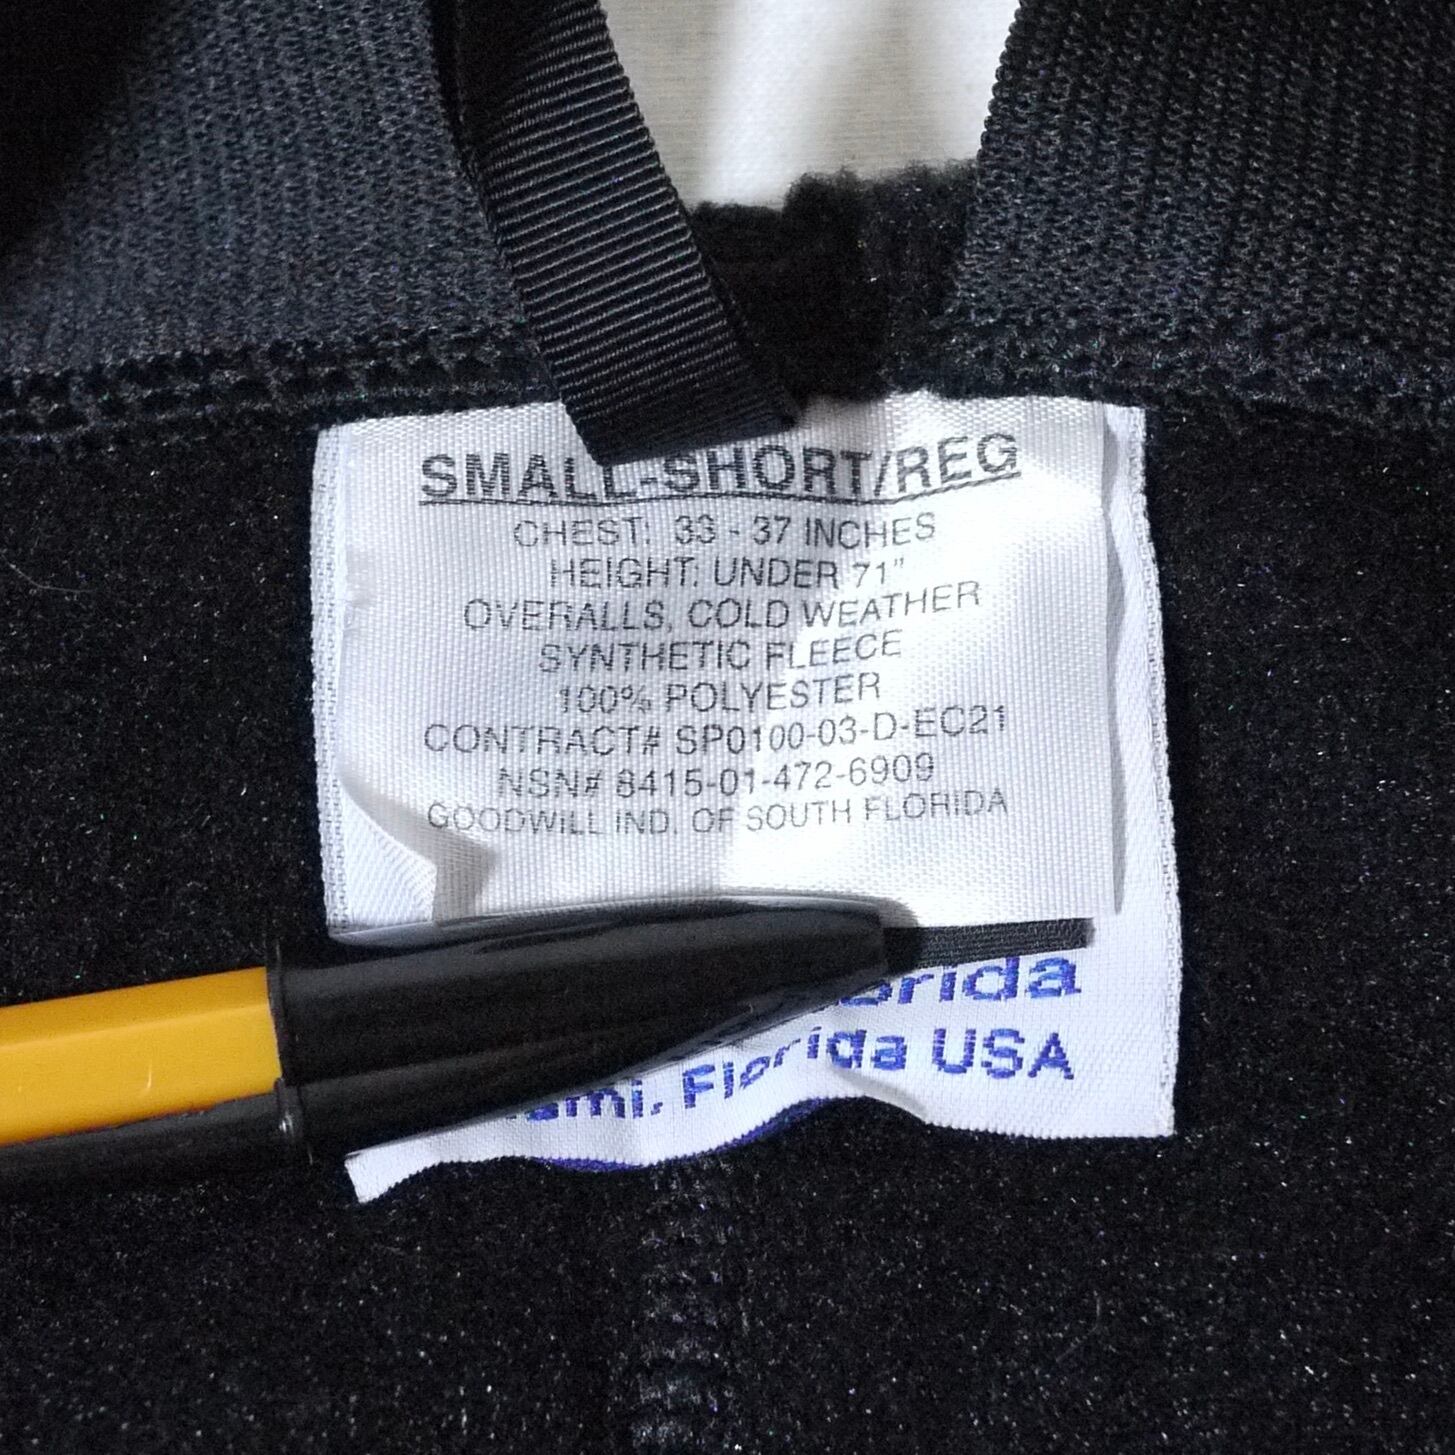 SMALL-SHORT/REG
CHEST: 33 - 37 INCHES
HEIGHT: UNDER 71"
OVERALLS, COLD WEATHER
SYNTHETIC FLEECE
100% POLYESTER
CONTRACT# SP0100-03-D-EC21
NSN# 8415-01-472-6909
GOODWILL IND. OF SOUTH FLORIDA
Florida USA